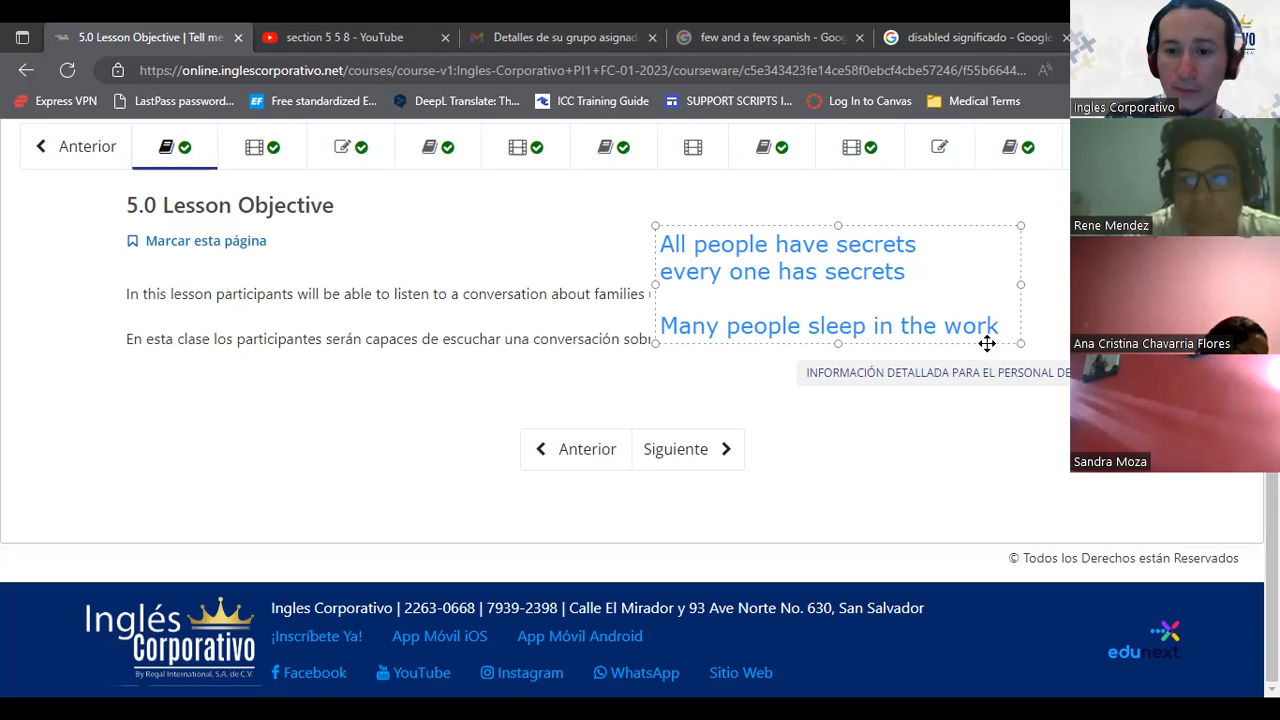 5.0 Lesson Objective | Tell me
section 5 5 8 - YouTube
Detalles de su grupo asignad
few and a few spanish - Go
disabled significado - Google
https://online.inglescorporativo.net/courses/course-v1:Ingles-Corporativo+PI1+FC-01-2023/courseware/c5e343423fe14ce58f0ebcf4cbe57246/f55b6644...
Express VPN
LastPass password...
Free standardized E...
DeepL Translate: Th...
ICC Training Guide
SUPPORT SCRIPTS I...
Log In to Canvas
Medical Terms
Ingles Corporativo
Anterior
5.0 Lesson Objective
Marcar esta página
All people have secrets
every one has secrets
In this lesson participants will be able to listen to a conversation about families
Many people sleep in the work
En esta clase los participantes serán capaces de escuchar una conversación sob
INFORMACIÓN DETALLADA PARA EL PERSONAL DE
Rene Mendez
Ana Cristina Chavarria Flores
Sandra Moza
Anterior
Siguiente
© Todos los Derechos están Reservados
Inglés
Corporativo
By Regal International, S.A. de C.V.
Ingles Corporativo | 2263-0668 | 7939-2398 | Calle El Mirador y 93 Ave Norte No. 630, San Salvador
¡Inscríbete Ya!
App Móvil iOS
App Móvil Android
Facebook
YouTube
Instagram
WhatsApp
Sitio Web
edunext